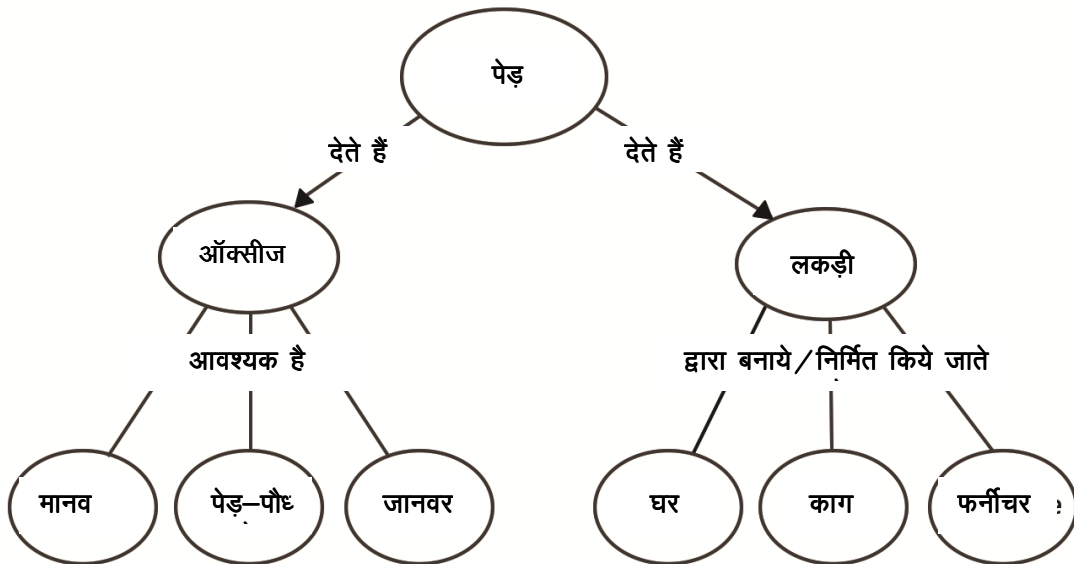 पेड़
देते हैं
देते हैं
ऑक्सीज
लकड़ी
आवश्यक है
द्वारा बनाये/निर्मित किये जाते
मानव
पेड़–पौध
जानवर
घर
काग
फर्नीचर